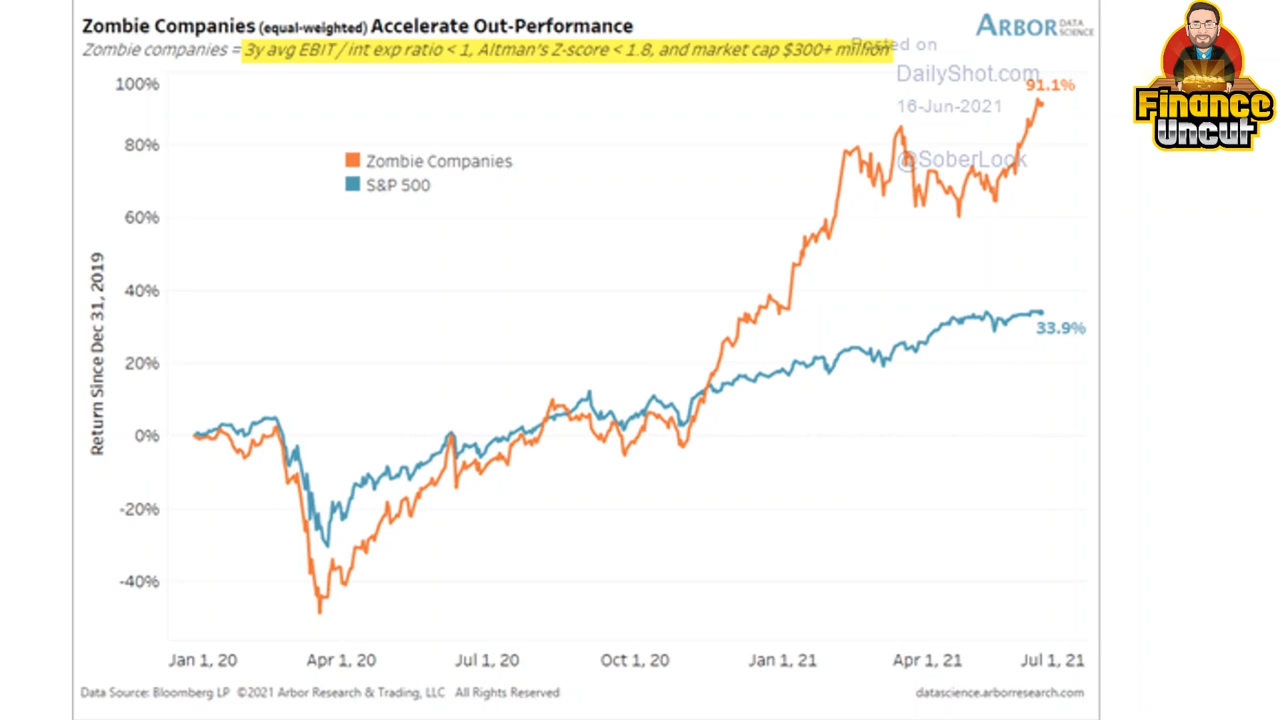 Zombie Companies (equal-weighted) Accelerate Out-Performance
Zombie companies = 3y avg EBIT / int exp ratio < 1, Altman's Z-score < 1.8, and market cap $300+ million
ARBOR DATA SCIENCE
Posted on
DailyShot.com
16-Jun-2021
@SoberLook
Finance
Uncut
91.1%
33.9%
Zombie Companies
S&P 500
Return Since Dec 31, 2019
100%
80%
60%
40%
20%
0%
-20%
-40%
Jan 1, 20 Apr 1, 20 Jul 1, 20 Oct 1, 20 Jan 1, 21 Apr 1, 21 Jul 1, 21
Data Source: Bloomberg LP ©2021 Arbor Research & Trading, LLC All Rights Reserved datascience.arborresearch.com